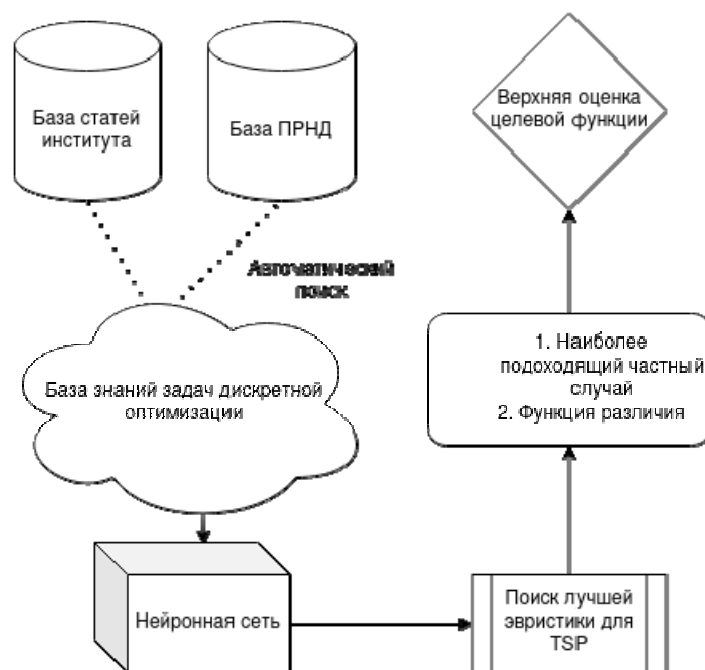 База статей
института
База ПРНД
Верхняя оценка
целевой функции
Автоматический
поиск
База знаний задач дискретной
оптимизации
1. Наиболее
подоходящий частный
случай
2. Функция различия
Нейронная сеть
Поиск лучшей
эвристики для
TSIP